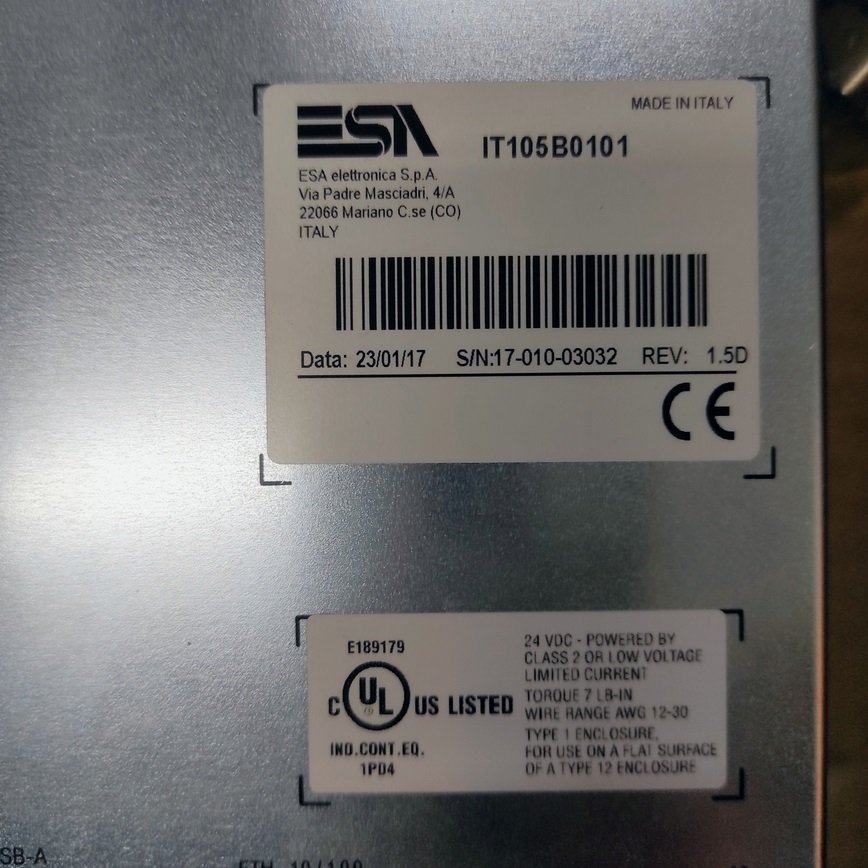 MADE IN ITALY
ESA
IT105B0101
ESA elettronica S.p.A.
Via Padre Masciadri, 4/A
22066 Mariano C.se (CO)
ITALY
Data: 23/01/17 S/N:17-010-03032 REV: 1.5D
CE
E189179
C UL US LISTED
IND.CONT.EQ.
1PD4
24 VDC - POWERED BY
CLASS 2 OR LOW VOLTAGE
LIMITED CURRENT
TORQUE 7 LB-IN
WIRE RANGE AWG 12-30
TYPE 1 ENCLOSURE,
FOR USE ON A FLAT SURFACE
OF A TYPE 12 ENCLOSURE
SB-A
ETH 10/100